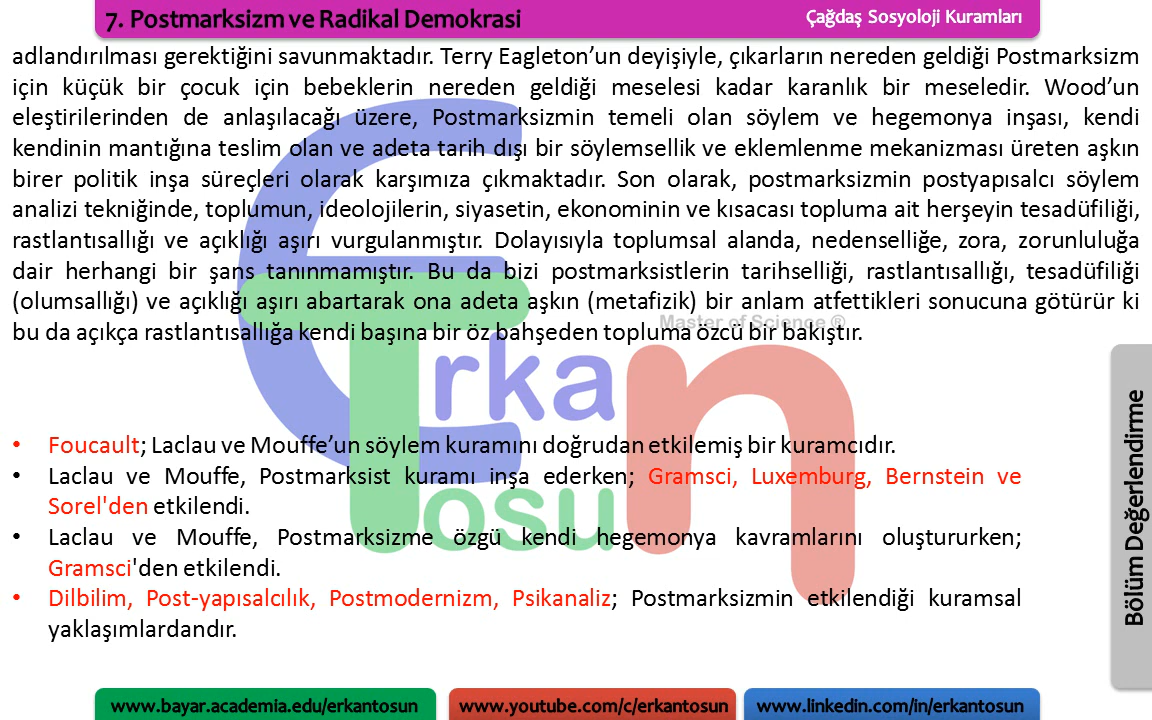 7. Postmarksizm ve Radikal Demokrasi
Çağdaş Sosyoloji Kuramları
adlandırılması gerektiğini savunmaktadır. Terry Eagleton’un deyişiyle, çıkarların nereden geldiği Postmarksizm
için küçük bir çocuk için bebeklerin nereden geldiği meselesi kadar karanlık bir meseledir. Wood’un
eleştirilerinden de anlaşılacağı üzere, Postmarksizmin temeli olan söylem ve hegemonya inşası, kendi
kendinin mantığına teslim olan ve adeta tarih dışı bir söylemsellik ve eklemlenme mekanizması üreten aşkın
birer politik inşa süreçleri olarak karşımıza çıkmaktadır. Son olarak, postmarksizmin postyapısalcı söylem
analizi tekniğinde, toplumun, ideolojilerin, siyasetin, ekonominin ve kısacası topluma ait herşeyin tesadüfiliği,
rastlantısallığı ve açıklığı aşırı vurgulanmıştır. Dolayısıyla toplumsal alanda, nedenselliğe, zora, zorunluluğa
dair herhangi bir şans tanınmamıştır. Bu da bizi postmarksistlerin tarihselliği, rastlantısallığı, tesadüfiliği
(olumsallığı) ve açıklığı aşırı abartarak ona adeta aşkın (metafizik) bir anlam atfettikleri sonucuna götürür ki
bu da açıkça rastlantısallığa kendi başına bir öz bahşeden topluma özcü bir bakıştır.
Master of Science ®
Erkan
Tosun
• Foucault; Laclau ve Mouffe’un söylem kuramını doğrudan etkilemiş bir kuramcıdır.
• Laclau ve Mouffe, Postmarksist kuramı inşa ederken; Gramsci, Luxemburg, Bernstein ve
Sorel'den etkilendi.
• Laclau ve Mouffe, Postmarksizme özgü kendi hegemonya kavramlarını oluştururken;
Gramsci'den etkilendi.
• Dilbilim, Post-yapısalcılık, Postmodernizm, Psikanaliz; Postmarksizmin etkilendiği kuramsal
yaklaşımlardandır.
Bölüm Değerlendirme
www.bayar.academia.edu/erkantosun
www.youtube.com/c/erkantosun
www.linkedin.com/in/erkantosun